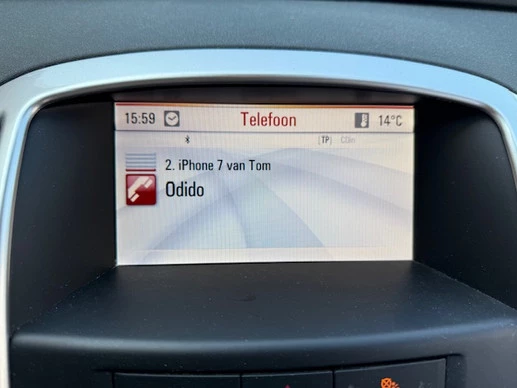 15:59 Telefoon 14°C
[TP]
2. iPhone 7 van Tom
Odido